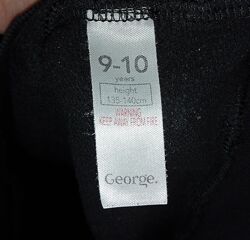 9-10
years
height
135-140cm
WARNING
KEEP AWAY FROM FIRE
George.